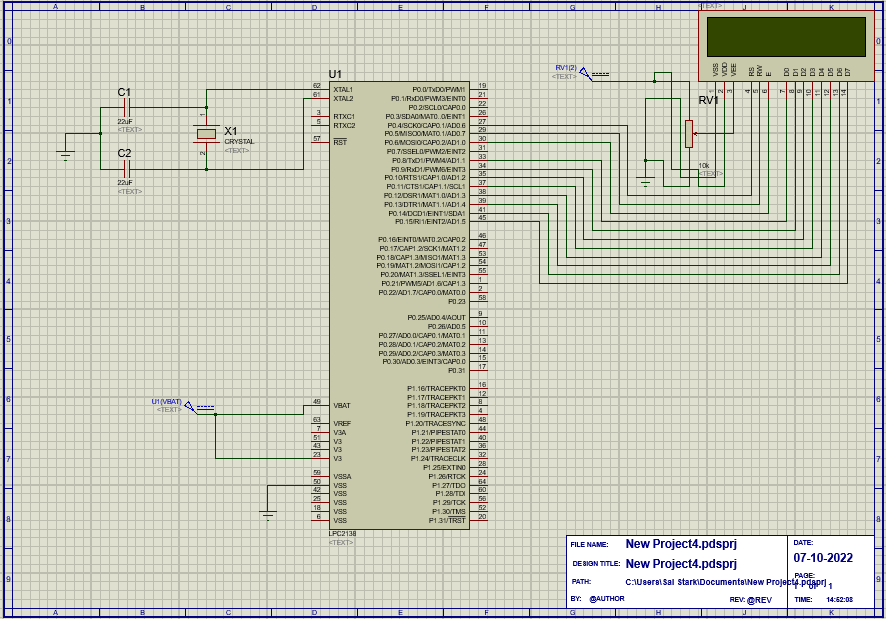 A B C D E F G H J K
<TEXT>
VSS VDD VEE RS RW E D0 D1 D2 D3 D4 D5 D6 D7
1 2 3 4 5 6 7 8 9 10 11 12 13 14
RV1(2)
<TEXT>
RV1
10k
<TEXT>
C1
22uF
<TEXT>
C2
22uF
<TEXT>
X1
CRYSTAL
<TEXT>
1
2
U1
62 XTAL1
61 XTAL2
3 RTXC1
5 RTXC2
57 RST
49 VBAT
63 VREF
7 V3A
51 V3
43 V3
23 V3
59 VSSA
50 VSS
42 VSS
25 VSS
18 VSS
6 VSS
P0.0/TxD0/PWM1 19
P0.1/RxD0/PWM3/EINT0 21
P0.2/SCL0/CAP0.0 22
P0.3/SDA0/MAT0..0/EIN1 26
P0.4/SCK0/CAP0.1/AD0.6 27
P0.5/MISO0/MAT0.1/AD0.7 29
P0.6/MOSI0/CAP0.2/AD1.0 30
P0.7/SSEL0/PWM2/EINT2 31
P0.8/TxD1/PWM4/AD1.1 33
P0.9/RxD1/PWM6/EINT3 34
P0.10/RTS1/CAP1.0/AD1.2 35
P0.11/CTS1/CAP1.1/SCL1 37
P0.12/DSR1/MAT1.0/AD1.3 38
P0.13/DTR1/MAT1.1/AD1.4 39
P0.14/DCD1/EINT1/SDA1 41
P0.15/RI1/EINT2/AD1.5 45
P0.16/EINT0/MAT0.2/CAP0.2 46
P0.17/CAP1.2/SCK1/MAT1.2 47
P0.18/CAP1.3/MISO1/MAT1.3 53
P0.19/MAT1.2/MOSI1/CAP1.2 54
P0.20/MAT1.3/SSEL1/EINT3 55
P0.21/PWM5/AD1.6/CAP1.3 1
P0.22/AD1.7/CAP0.0/MAT0.0 2
P0.23 58
P0.25/AD0.4/AOUT 9
P0.26/AD0.5 10
P0.27/AD0.0/CAP0.1/MAT0.1 11
P0.28/AD0.1/CAP0.2/MAT0.2 13
P0.29/AD0.2/CAP0.3/MAT0.3 14
P0.30/AD0.3/EINT3/CAP0.0 15
P0.31 17
P1.16/TRACEPKT0 16
P1.17/TRACEPKT1 12
P1.18/TRACEPKT2 8
P1.19/TRACEPKT3 4
P1.20/TRACESYNC 48
P1.21/PIPESTAT0 44
P1.22/PIPESTAT1 40
P1.23/PIPESTAT2 36
P1.24/TRACECLK 32
P1.25/EXTIN0 28
P1.26/RTCK 24
P1.27/TDO 64
P1.28/TDI 60
P1.29/TCK 56
P1.30/TMS 52
P1.31/TRST 20
LPC2138
<TEXT>
U1(VBAT)
<TEXT>
0 1 2 3 4 5 6 7 8 9
0 1 2 3 4 5 6 7 8 9
FILE NAME: New Project4.pdsprj
DESIGN TITLE: New Project4.pdsprj
PATH: C:\Users\Sai Stark\Documents\New Project4.pdsprj
BY: @AUTHOR REV: @REV
DATE:
07-10-2022
PAGE:
1 of 1
TIME: 14:52:08
A B C D E F G H J K